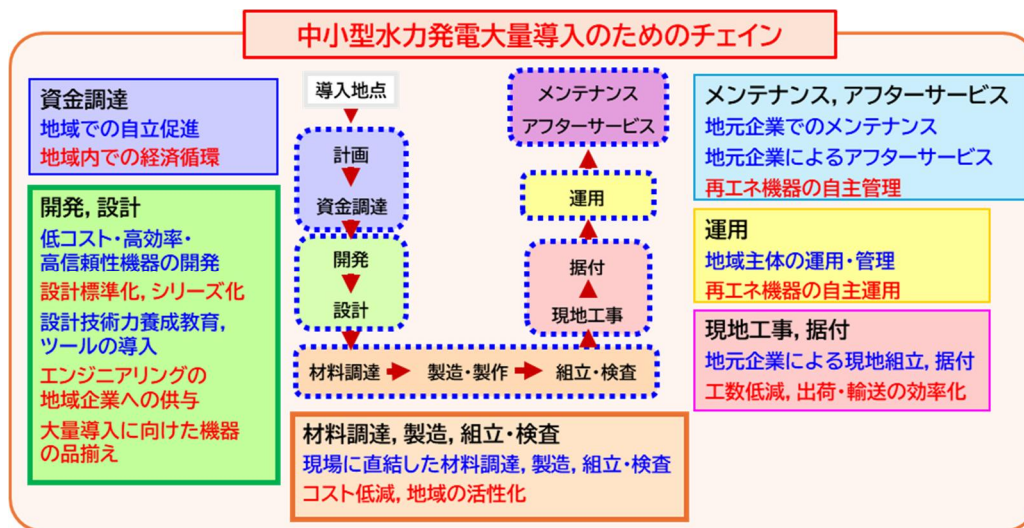 中小型水力発電大量導入のためのチェイン
資金調達
地域での自立促進
地域内での経済循環
開発, 設計
低コスト・高効率・
高信頼性機器の開発
設計標準化, シリーズ化
設計技術力養成教育,
ツールの導入
エンジニアリングの
地域企業への供与
大量導入に向けた機器
の品揃え
導入地点
計画
資金調達
開発
設計
材料調達
製造・製作
組立・検査
現地工事
据付
運用
メンテナンス
アフターサービス
材料調達, 製造, 組立・検査
現場に直結した材料調達, 製造, 組立・検査
コスト低減, 地域の活性化
メンテナンス, アフターサービス
地元企業でのメンテナンス
地元企業によるアフターサービス
再エネ機器の自主管理
運用
地域主体の運用・管理
再エネ機器の自主運用
現地工事, 据付
地元企業による現地組立, 据付
工数低減, 出荷・輸送の効率化